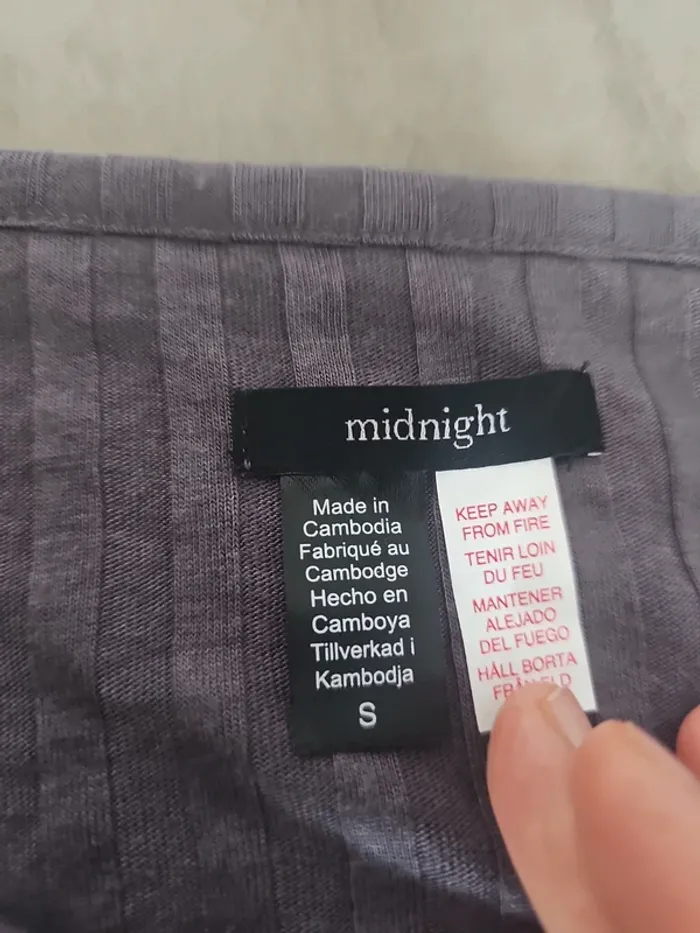 midnight
Made in
Cambodia
Fabriqué au
Cambodge
Hecho en
Camboya
Tillverkad i
Kambodja
S
KEEP AWAY
FROM FIRE
TENIR LOIN
DU FEU
MANTENER
ALEJADO
DEL FUEGO
HÅLL BORTA